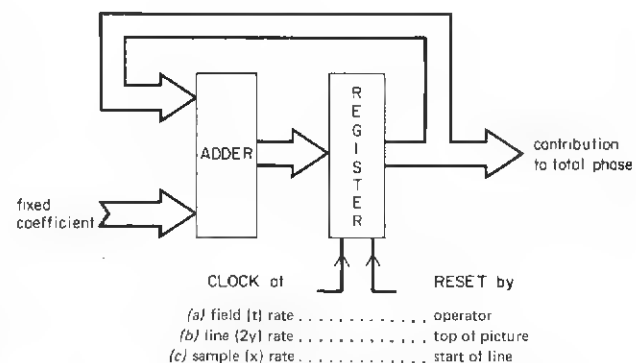 ADDER
REGISTER
contribution
to total phase
fixed
coefficient
CLOCK at RESET by
(a) field (t) rate . . . . . . . . . . . . operator
(b) line (2y) rate . . . . . . . . . . . . top of picture
(c) sample (x) rate . . . . . . . . . . start of line